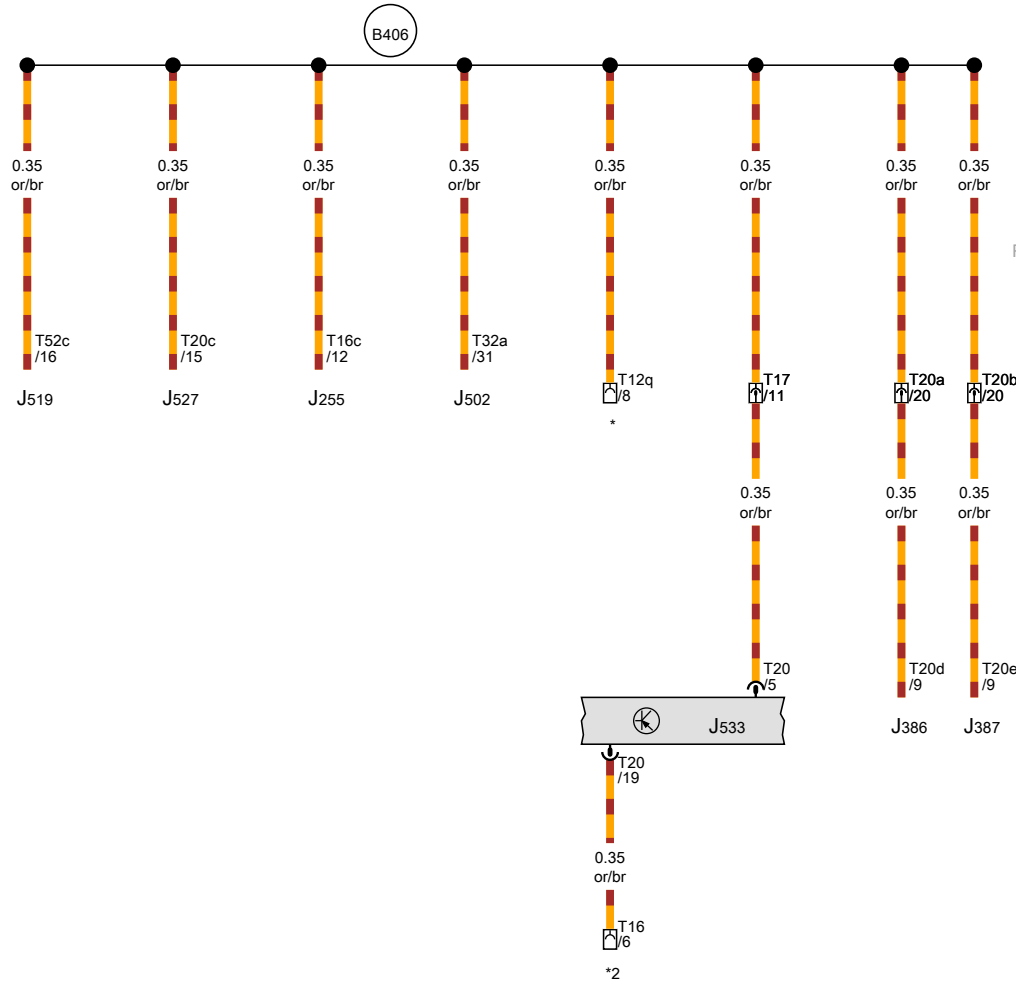 B406
0.35 0.35 0.35 0.35 0.35 0.35 0.35 0.35
or/br or/br or/br or/br or/br or/br or/br or/br
T52c T20c T16c T32a
/16 /15 /12 /31
T12q T17 T20a T20b
/8 /11 /20 /20
J519 J527 J255 J502
*
0.35 0.35 0.35
or/br or/br or/br
T20 T20d T20e
/5 /9 /9
J533 J386 J387
T20
/19
0.35
or/br
T16
/6
*2